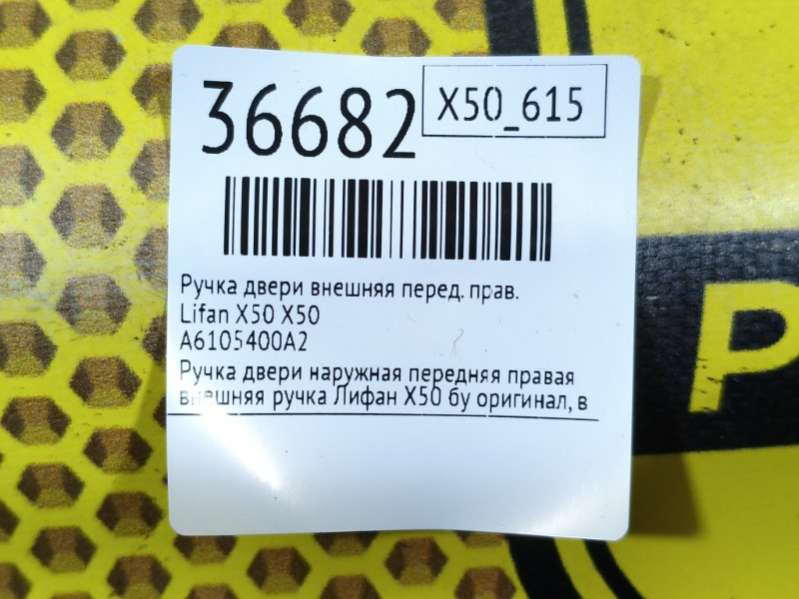 36682
X50_615
Ручка двери внешняя перед. прав.
Lifan X50 X50
A6105400A2
Ручка двери наружная передняя правая
внешняя ручка Лифан Х50 бу оригинал, в
P